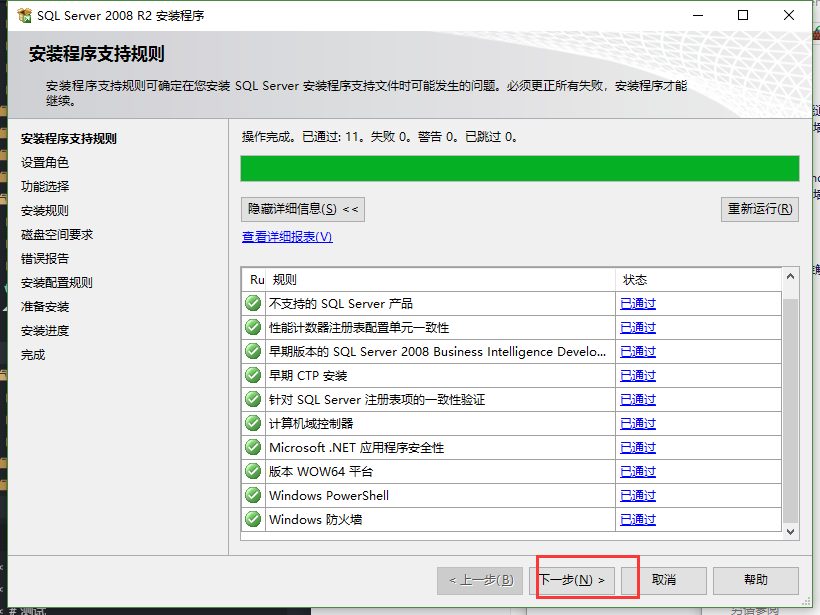 SQL Server 2008 R2 安装程序
安装程序支持规则
安装程序支持规则可确定在您安装 SQL Server 安装程序支持文件时可能发生的问题。必须更正所有失败，安装程序才能
继续。
安装程序支持规则
设置角色
功能选择
安装规则
磁盘空间要求
错误报告
安装配置规则
准备安装
安装进度
完成
操作完成。已通过: 11。失败 0。警告 0。已跳过 0。
隐藏详细信息(S) <<
重新运行(R)
查看详细报表(V)
Ru 规则 状态
不支持的 SQL Server 产品 已通过
性能计数器注册表配置单元一致性 已通过
早期版本的 SQL Server 2008 Business Intelligence Develo... 已通过
早期 CTP 安装 已通过
针对 SQL Server 注册表项的一致性验证 已通过
计算机域控制器 已通过
Microsoft .NET 应用程序安全性 已通过
版本 WOW64 平台 已通过
Windows PowerShell 已通过
Windows 防火墙 已通过
< 上一步(B) 下一步(N) > 取消 帮助
# 测试